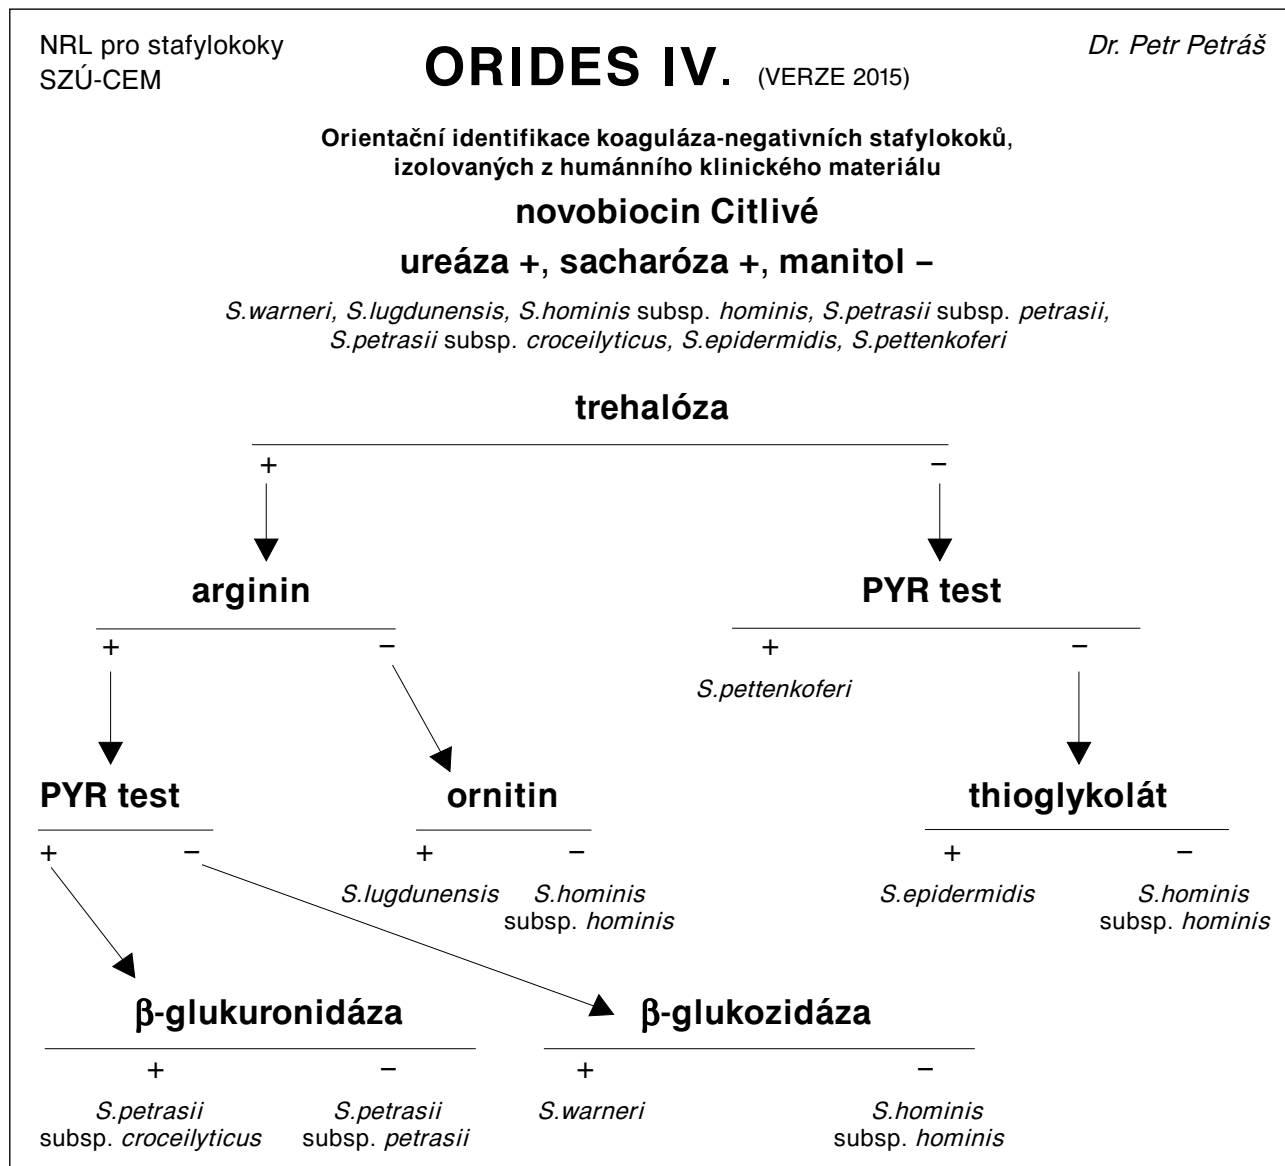 NRL pro stafylokoky
SZÚ-CEM
ORIDES IV. (VERZE 2015)
Dr. Petr Petráš
Orientační identifikace koaguláza-negativních stafylokoků,
izolovaných z humánního klinického materiálu
novobiocin Citlivé
ureáza +, sacharóza +, manitol –
S.warneri, S.lugdunensis, S.hominis subsp. hominis, S.petrasii subsp. petrasii,
S.petrasii subsp. croceilyticus, S.epidermidis, S.pettenkoferi
trehalóza
+ –
arginin PYR test
+ – + –
S.pettenkoferi
PYR test ornitin thioglykolát
+ – + – + –
S.lugdunensis S.hominis S.epidermidis S.hominis
subsp. hominis subsp. hominis
β-glukuronidáza β-glukozidáza
+ – + –
S.petrasii S.petrasii S.warneri S.hominis
subsp. croceilyticus subsp. petrasii subsp. hominis